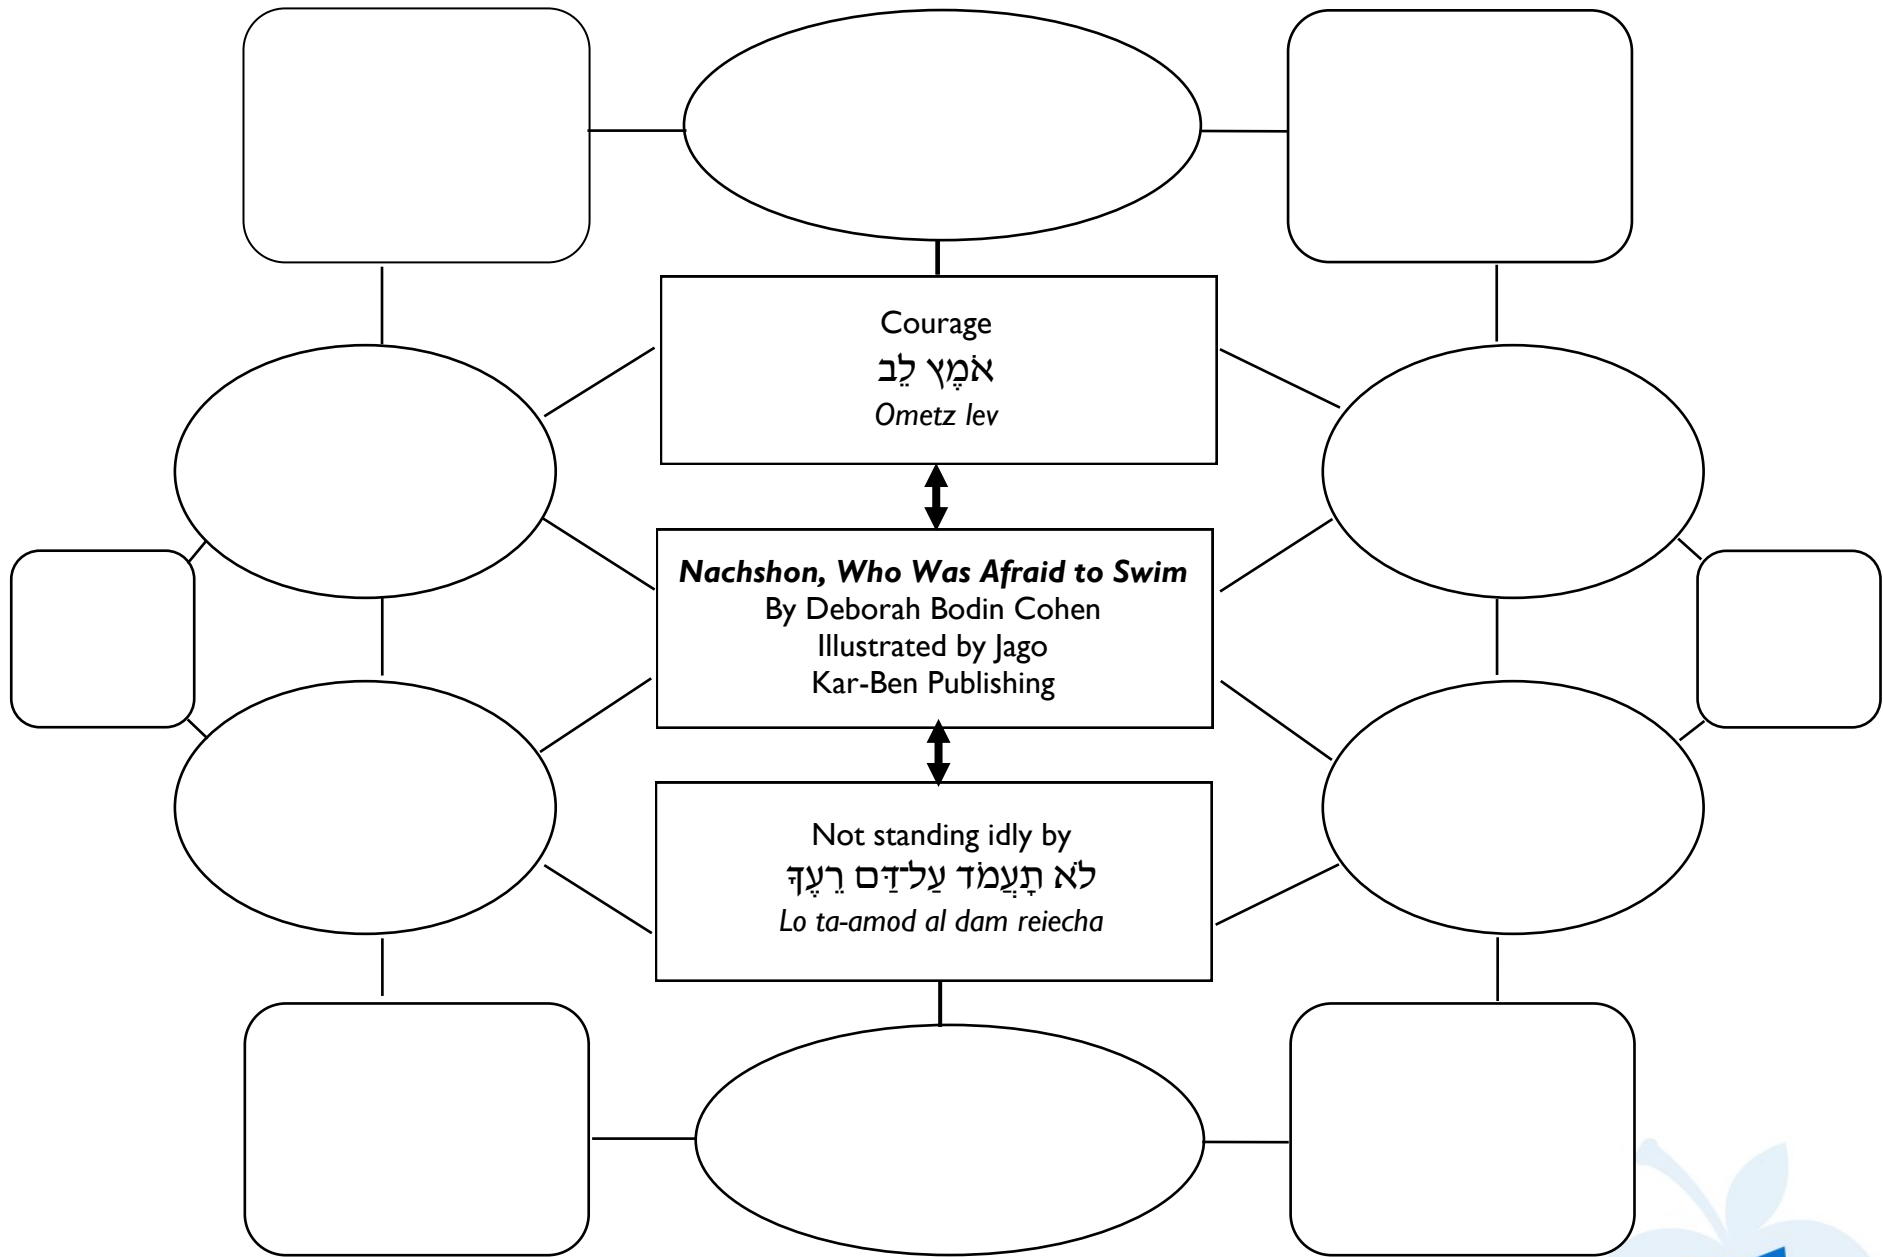 Courage
אֹמֶץ לֵב
Ometz lev
Nachshon, Who Was Afraid to Swim
By Deborah Bodin Cohen
Illustrated by Jago
Kar-Ben Publishing
Not standing idly by
לֹא תַעֲמֹד עַל־דַּם רֵעֶךָ
Lo ta-amod al dam reiecha